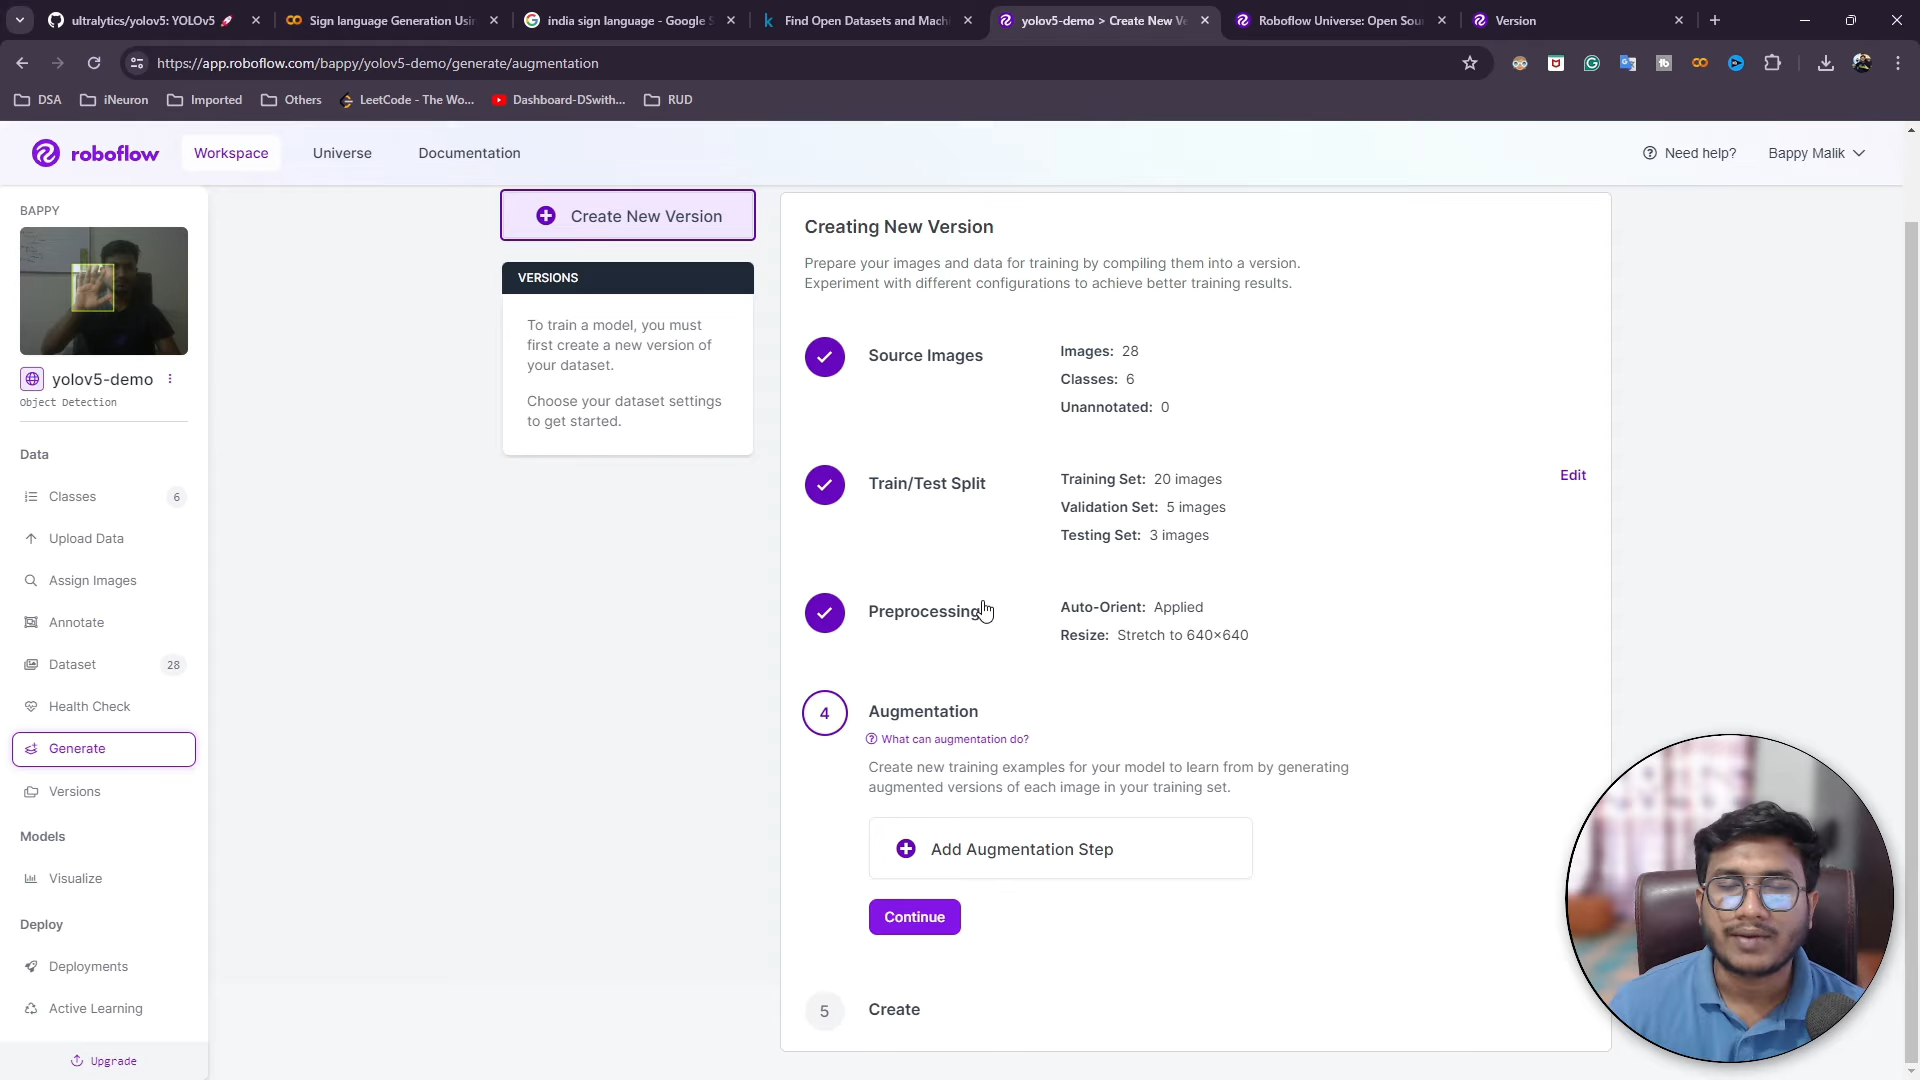 ultralytics/yolov5: YOLOv5 🚀
Sign language Generation Usin
india sign language - Google S
Find Open Datasets and Machi
yolov5-demo > Create New Ve
Roboflow Universe: Open Sou
Version
https://app.roboflow.com/bappy/yolov5-demo/generate/augmentation
DSA
iNeuron
Imported
Others
LeetCode - The Wo...
Dashboard-DSwith...
RUD
roboflow
Workspace
Universe
Documentation
Need help?
Bappy Malik
BAPPY
yolov5-demo
Object Detection
Data
Classes 6
Upload Data
Assign Images
Annotate
Dataset 28
Health Check
Generate
Versions
Models
Visualize
Deploy
Deployments
Active Learning
Upgrade
Create New Version
VERSIONS
To train a model, you must
first create a new version of
your dataset.
Choose your dataset settings
to get started.
Creating New Version
Prepare your images and data for training by compiling them into a version.
Experiment with different configurations to achieve better training results.
Source Images
Images: 28
Classes: 6
Unannotated: 0
Train/Test Split
Training Set: 20 images
Validation Set: 5 images
Testing Set: 3 images
Edit
Preprocessing
Auto-Orient: Applied
Resize: Stretch to 640×640
4 Augmentation
What can augmentation do?
Create new training examples for your model to learn from by generating
augmented versions of each image in your training set.
Add Augmentation Step
Continue
5 Create